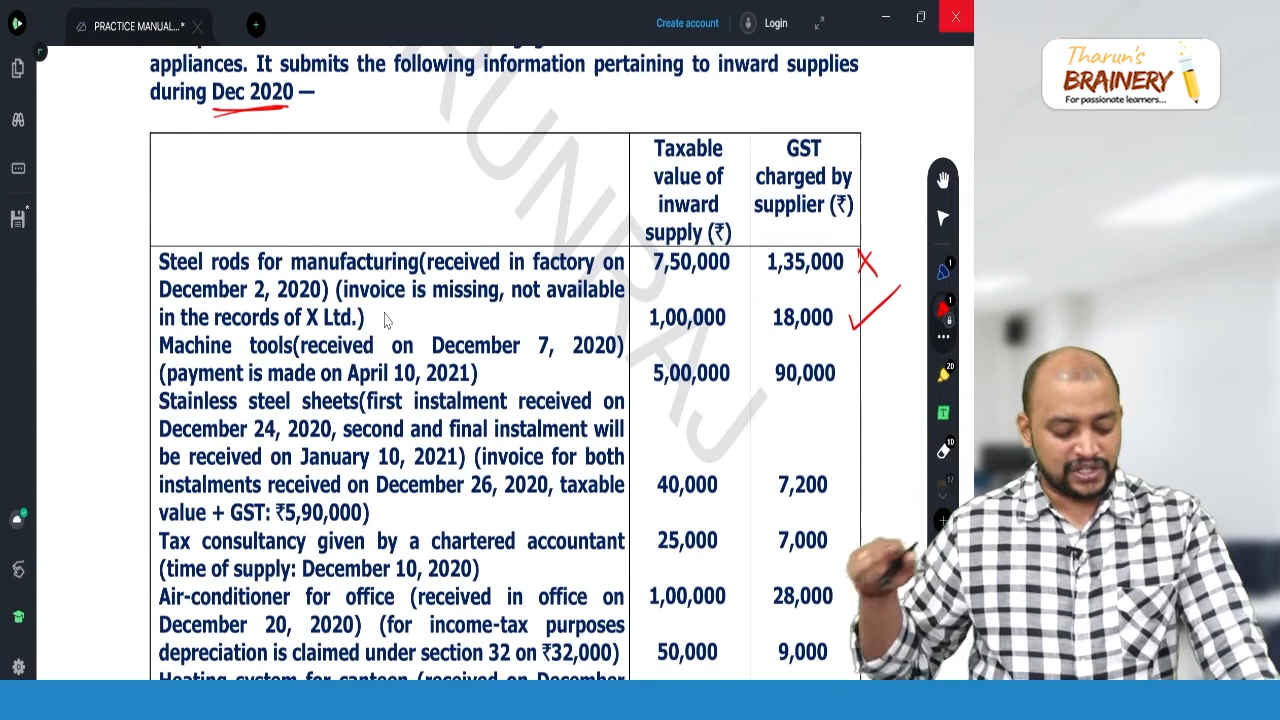 PRACTICE MANUAL...*
Create account
Login
Tharun's
BRAINERY
For passionate learners...
appliances. It submits the following information pertaining to inward supplies
during Dec 2020 —
Taxable value of inward supply (₹)
GST charged by supplier (₹)
Steel rods for manufacturing(received in factory on 7,50,000 1,35,000
December 2, 2020) (invoice is missing, not available
in the records of X Ltd.) 1,00,000 18,000
Machine tools(received on December 7, 2020)
(payment is made on April 10, 2021) 5,00,000 90,000
Stainless steel sheets(first instalment received on
December 24, 2020, second and final instalment will
be received on January 10, 2021) (invoice for both
instalments received on December 26, 2020, taxable 40,000 7,200
value + GST: ₹5,90,000)
Tax consultancy given by a chartered accountant 25,000 7,000
(time of supply: December 10, 2020)
Air-conditioner for office (received in office on 1,00,000 28,000
December 20, 2020) (for income-tax purposes
depreciation is claimed under section 32 on ₹32,000) 50,000 9,000
Heating system for canteen (received on December
RUNRAJ